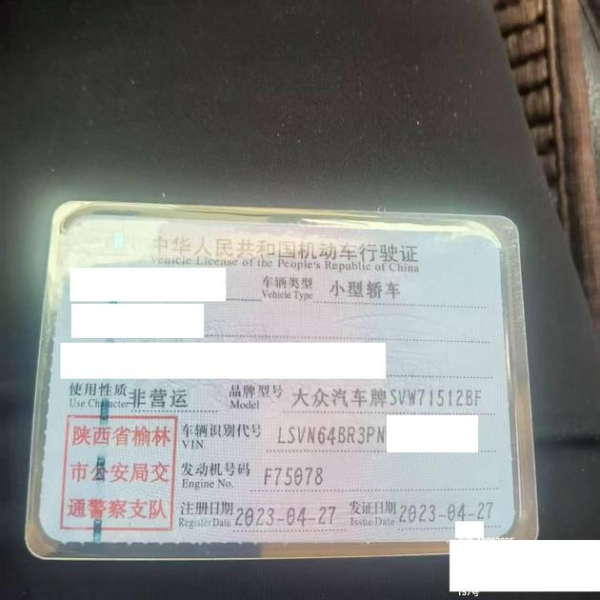 中华人民共和国机动车行驶证
Vehicle License of the People's Republic of China
车辆类型 小型轿车
Vehicle Type
使用性质 非营运 品牌型号 大众汽车牌SVW71512BF
Use Character Model
陕西省榆林
市公安局交
通警察支队
车辆识别代号 LSVN64BR3PN
VIN
发动机号码 F75078
Engine No.
注册日期 2023-04-27 发证日期 2023-04-27
Register Date Issue Date
157号